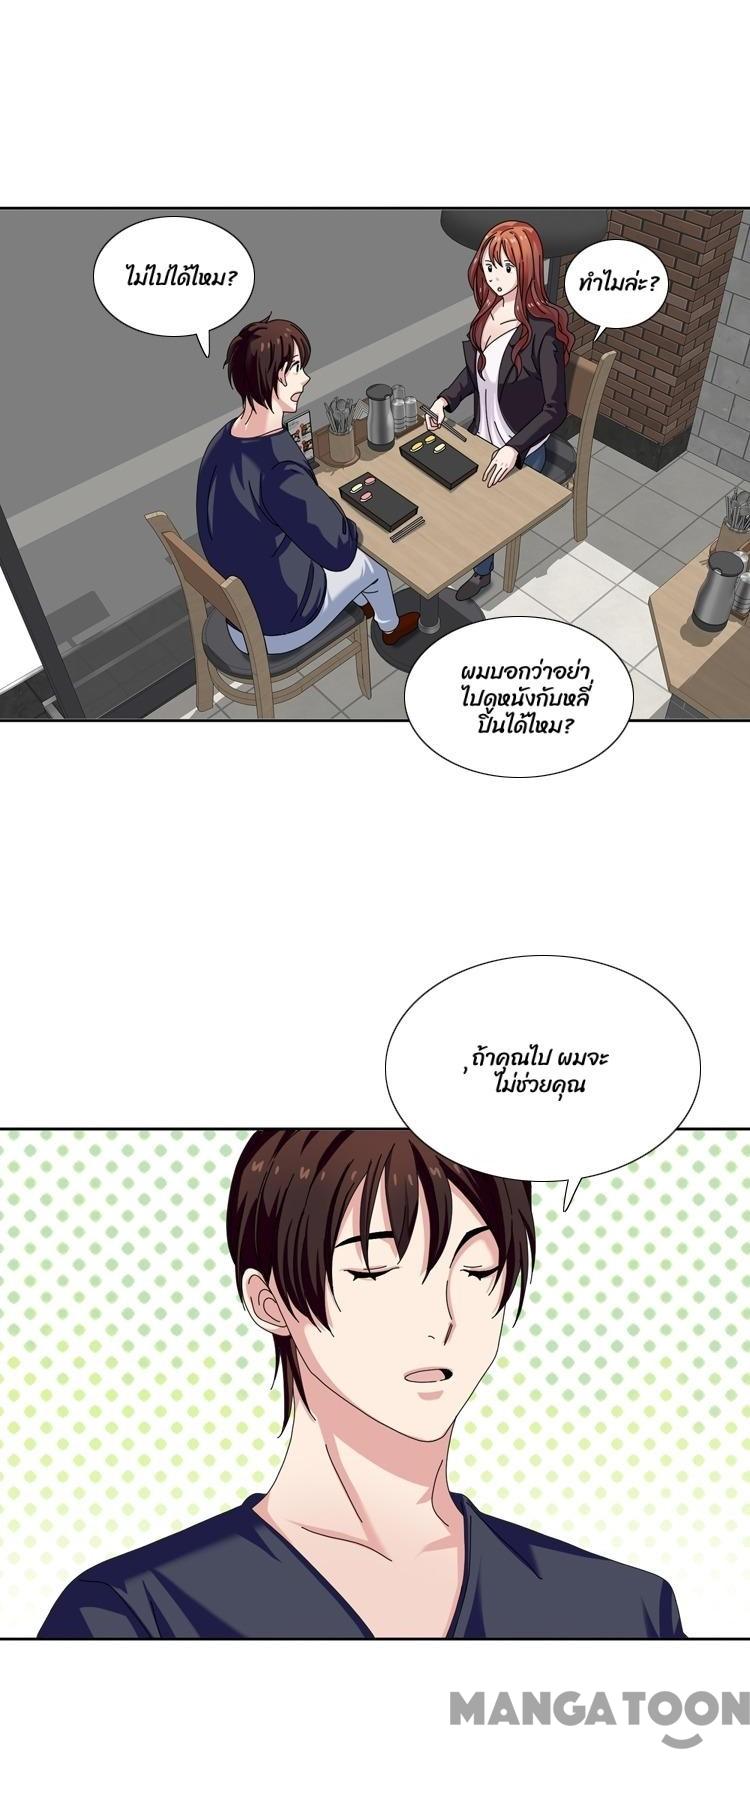 ไม่ไปได้ไหม?
ทำไมล่ะ?
ผมบอกว่าอย่า
ไปดูหนังกับหลี่
ปินได้ไหม?
ถ้าคุณไป ผมจะ
ไม่ช่วยคุณ
MANGATOON